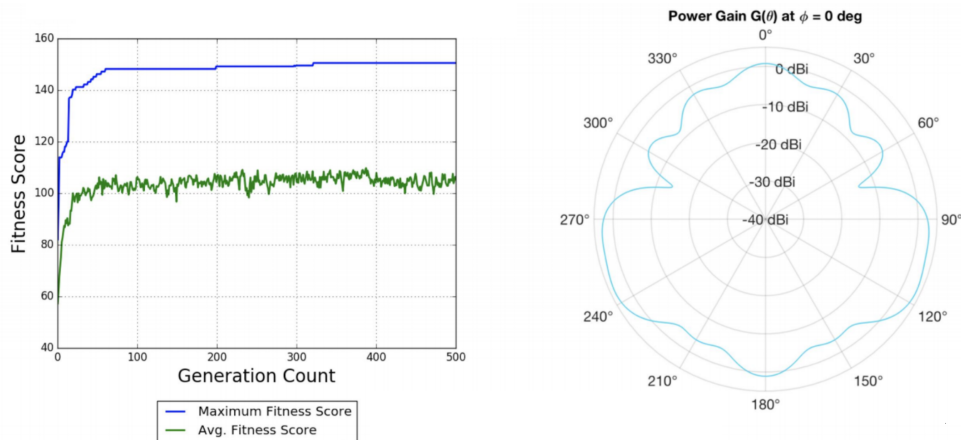 160
140
120
100
80
60
40
0
100
200
300
400
500
Fitness Score
Generation Count
Maximum Fitness Score
Avg. Fitness Score
Power Gain G(θ) at ϕ = 0 deg
0°
330°
30°
0 dBi
-10 dBi
300°
60°
-20 dBi
-30 dBi
270°
-40 dBi
90°
240°
120°
210°
150°
180°